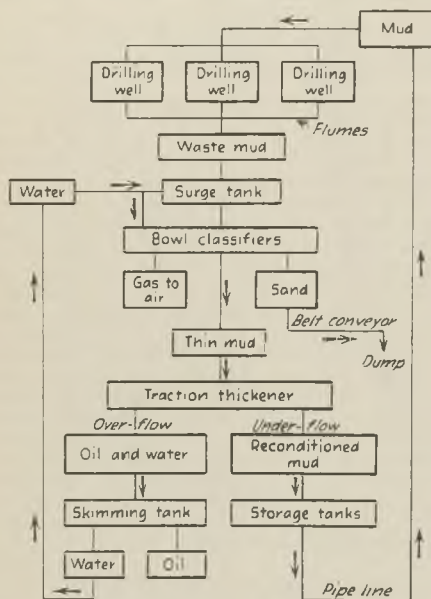 Mud
Drilling
well
Drilling
well
Drilling
well
Flumes
Waste mud
Water
Surge tank
Bowl classifiers
Gas to
air
Sand
Belt conveyor
Thin mud
Dump
Traction thickener
Over-flow
Under-flow
Oil and water
Reconditioned
mud
Skimming tank
Storage tanks
Water
Oil
Pipe line